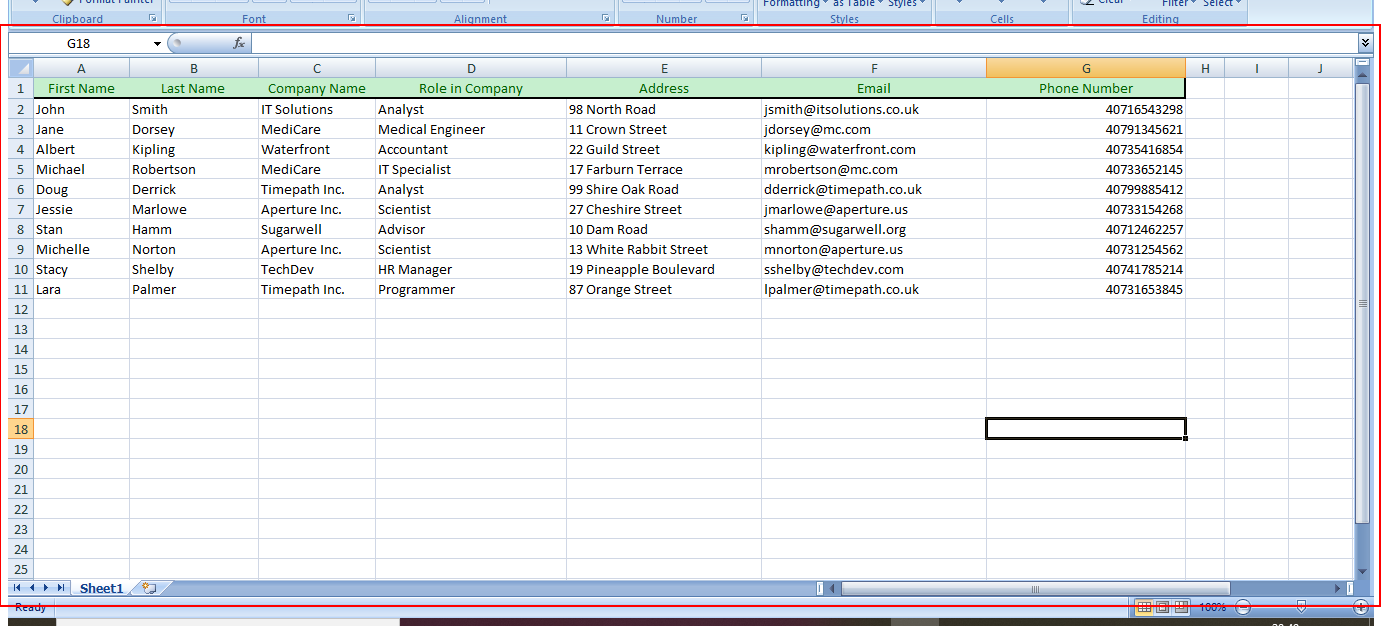 Format Painter
Formatting as Table Styles Clear Filter Select
Clipboard Font Alignment Number Styles Cells Editing
G18 fx
A B C D E F G H I J
1 First Name Last Name Company Name Role in Company Address Email Phone Number
2 John Smith IT Solutions Analyst 98 North Road jsmith@itsolutions.co.uk 40716543298
3 Jane Dorsey MediCare Medical Engineer 11 Crown Street jdorsey@mc.com 40791345621
4 Albert Kipling Waterfront Accountant 22 Guild Street kipling@waterfront.com 40735416854
5 Michael Robertson MediCare IT Specialist 17 Farburn Terrace mrobertson@mc.com 40733652145
6 Doug Derrick Timepath Inc. Analyst 99 Shire Oak Road dderrick@timepath.co.uk 40799885412
7 Jessie Marlowe Aperture Inc. Scientist 27 Cheshire Street jmarlowe@aperture.us 40733154268
8 Stan Hamm Sugarwell Advisor 10 Dam Road shamm@sugarwell.org 40712462257
9 Michelle Norton Aperture Inc. Scientist 13 White Rabbit Street mnorton@aperture.us 40731254562
10 Stacy Shelby TechDev HR Manager 19 Pineapple Boulevard sshelby@techdev.com 40741785214
11 Lara Palmer Timepath Inc. Programmer 87 Orange Street lpalmer@timepath.co.uk 40731653845
12
13
14
15
16
17
18
19
20
21
22
23
24
25
Sheet1
Ready 100%